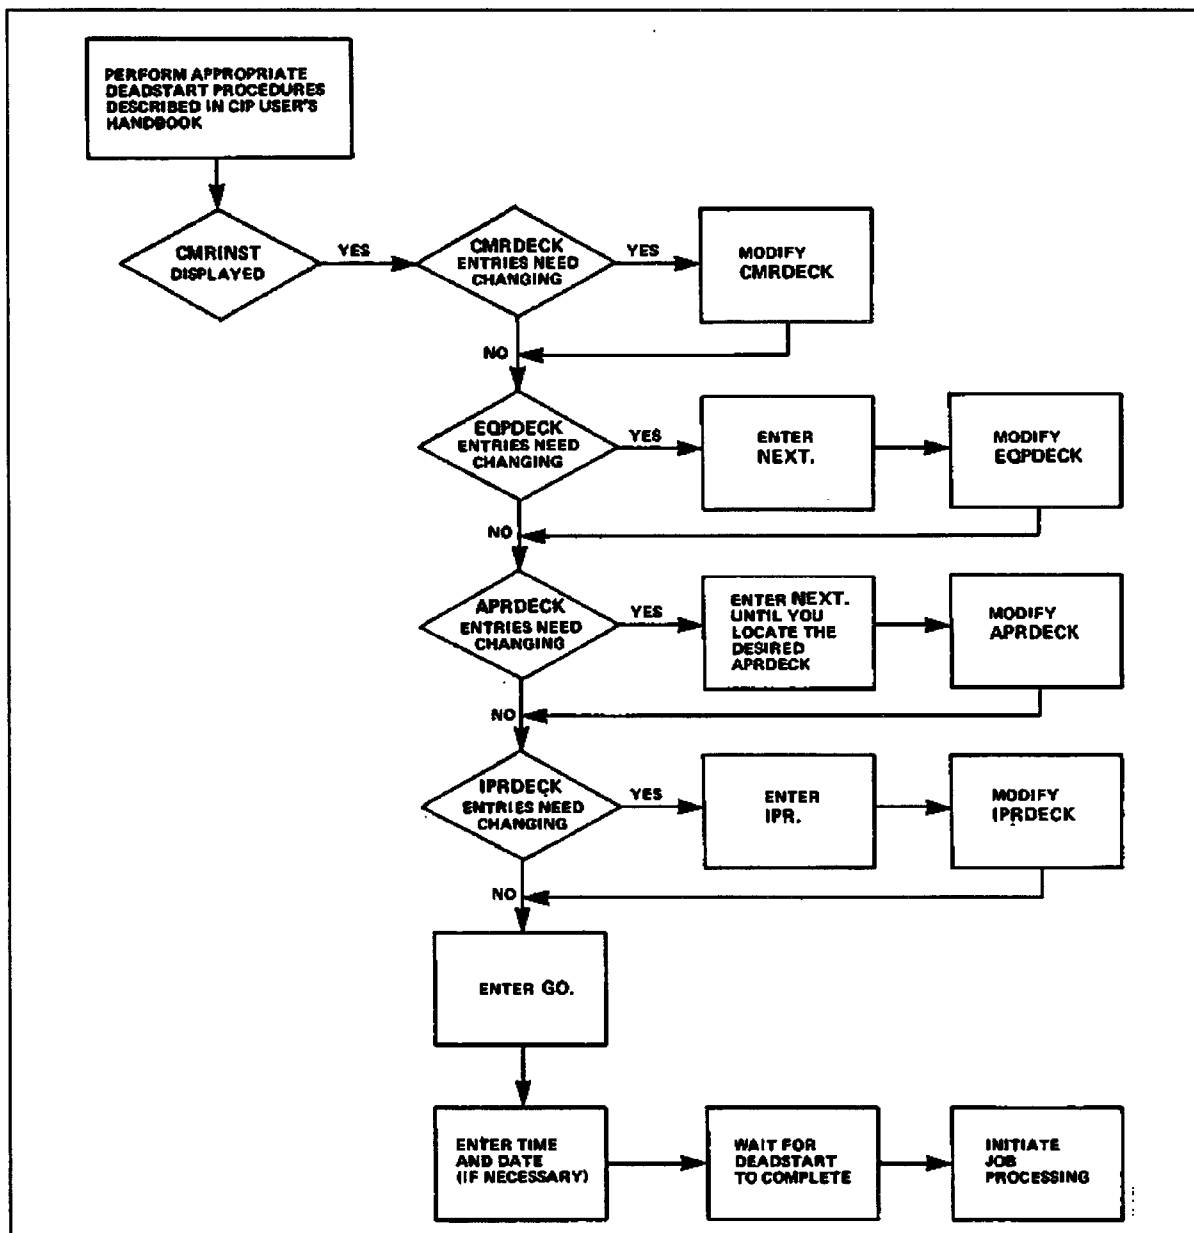 PERFORM APPROPRIATE
DEADSTART PROCEDURES
DESCRIBED IN CIP USER'S
HANDBOOK
CMRINST
DISPLAYED
YES
CMRDECK
ENTRIES NEED
CHANGING
YES
MODIFY
CMRDECK
NO
EQPDECK
ENTRIES NEED
CHANGING
YES
ENTER
NEXT.
MODIFY
EQPDECK
NO
APRDECK
ENTRIES NEED
CHANGING
YES
ENTER NEXT.
UNTIL YOU
LOCATE THE
DESIRED
APRDECK
MODIFY
APRDECK
NO
IPRDECK
ENTRIES NEED
CHANGING
YES
ENTER
IPR.
MODIFY
IPRDECK
NO
ENTER GO.
ENTER TIME
AND DATE
(IF NECESSARY)
WAIT FOR
DEADSTART
TO COMPLETE
INITIATE
JOB
PROCESSING